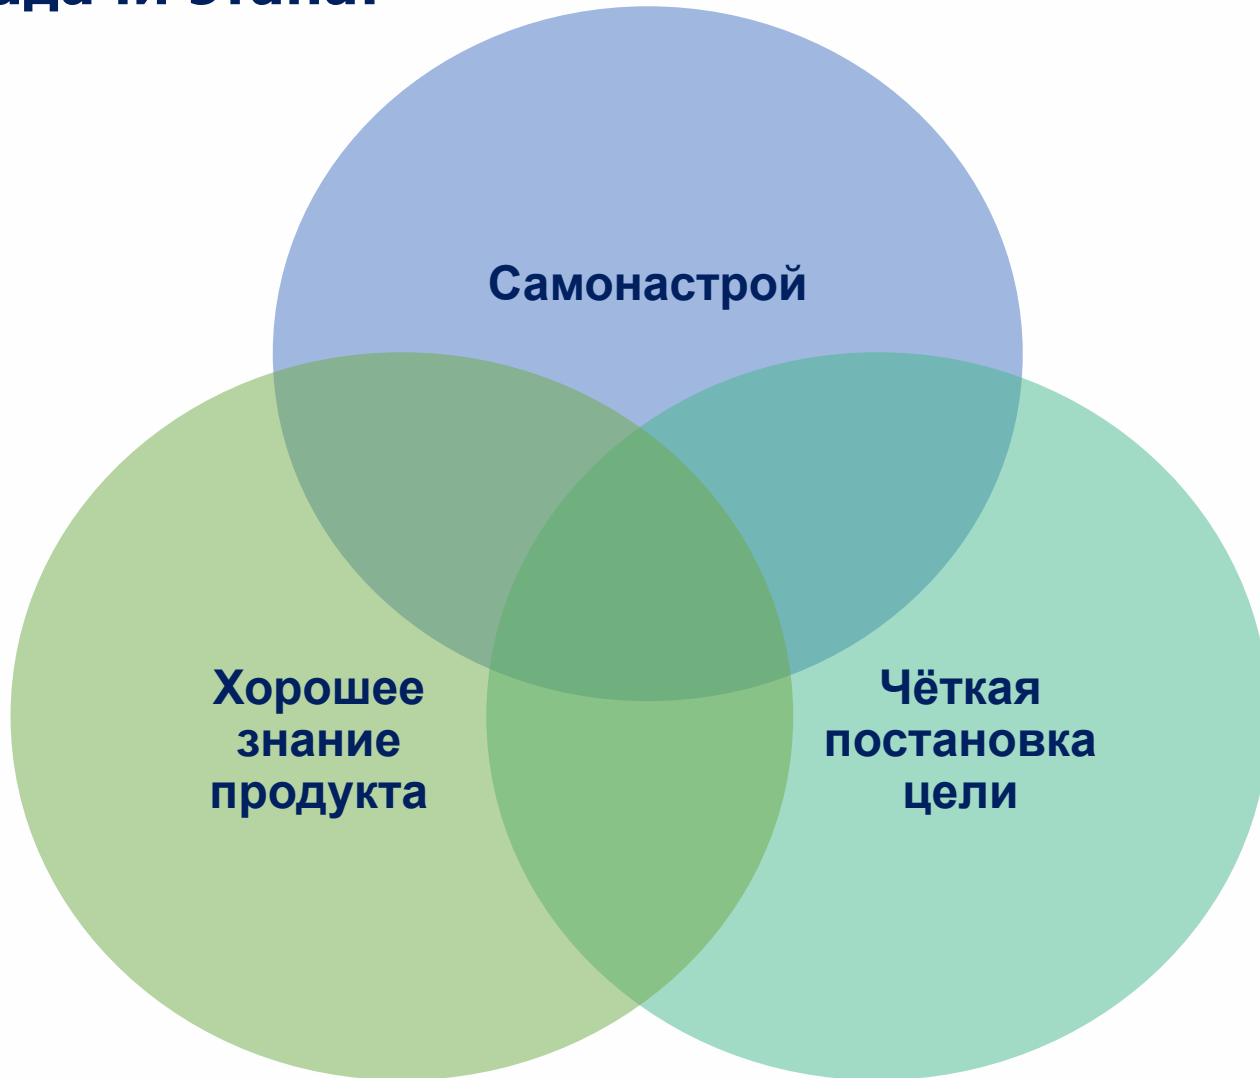 Самонастрой
Хорошее
знание
продукта
Чёткая
постановка
цели